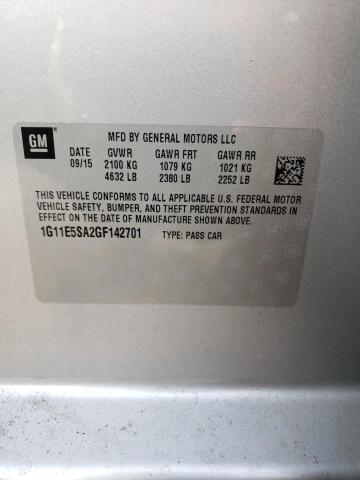 GM
MFD BY GENERAL MOTORS LLC
DATE GVWR GAWR FRT GAWR RR
09/15 2100 KG 1079 KG 1021 KG
4632 LB 2380 LB 2252 LB
THIS VEHICLE CONFORMS TO ALL APPLICABLE U.S. FEDERAL MOTOR
VEHICLE SAFETY, BUMPER, AND THEFT PREVENTION STANDARDS IN
EFFECT ON THE DATE OF MANUFACTURE SHOWN ABOVE.
1G11E5SA2GF142701 TYPE: PASS CAR